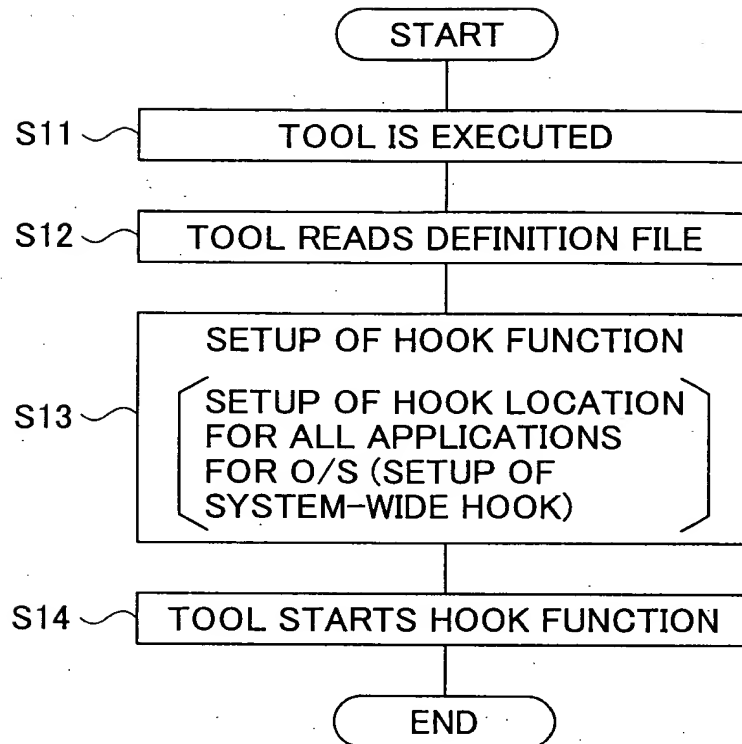 START
S11 TOOL IS EXECUTED
S12 TOOL READS DEFINITION FILE
SETUP OF HOOK FUNCTION
S13
SETUP OF HOOK LOCATION
FOR ALL APPLICATIONS
FOR O/S (SETUP OF
SYSTEM-WIDE HOOK)
S14 TOOL STARTS HOOK FUNCTION
END